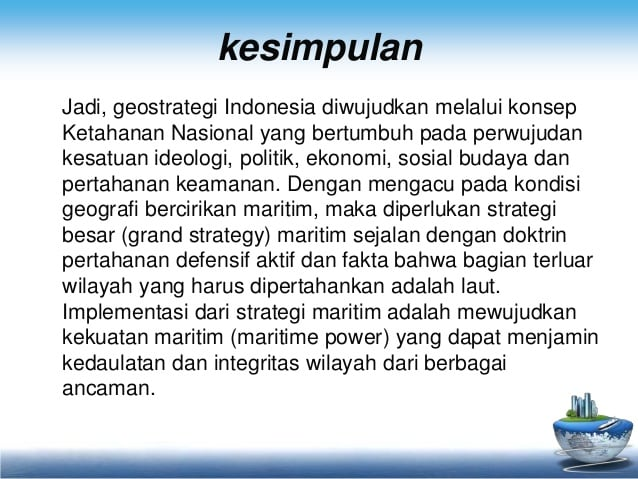 kesimpulan
Jadi, geostrategi Indonesia diwujudkan melalui konsep
Ketahanan Nasional yang bertumbuh pada perwujudan
kesatuan ideologi, politik, ekonomi, sosial budaya dan
pertahanan keamanan. Dengan mengacu pada kondisi
geografi bercirikan maritim, maka diperlukan strategi
besar (grand strategy) maritim sejalan dengan doktrin
pertahanan defensif aktif dan fakta bahwa bagian terluar
wilayah yang harus dipertahankan adalah laut.
Implementasi dari strategi maritim adalah mewujudkan
kekuatan maritim (maritime power) yang dapat menjamin
kedaulatan dan integritas wilayah dari berbagai
ancaman.